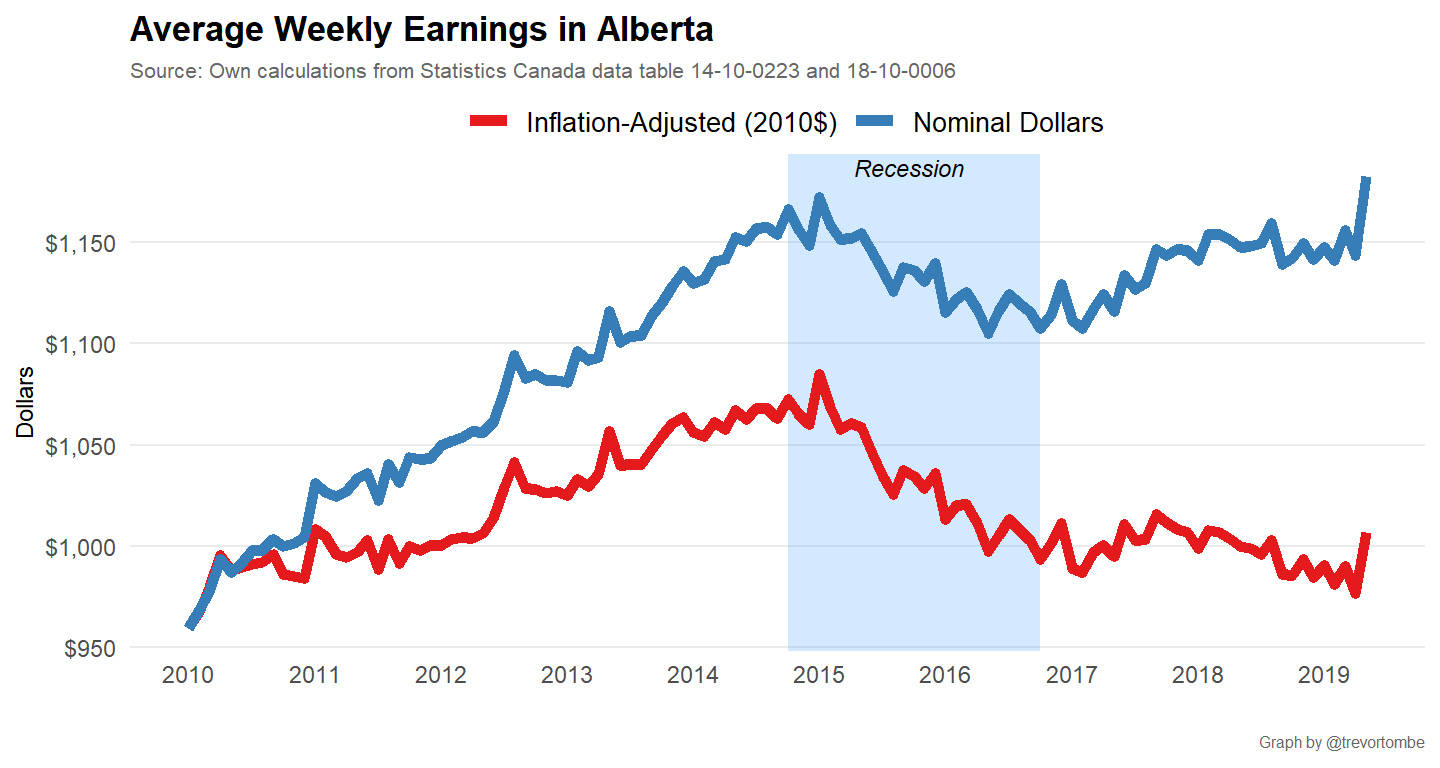 Average Weekly Earnings in Alberta
Source: Own calculations from Statistics Canada data table 14-10-0223 and 18-10-0006
Inflation-Adjusted (2010$) Nominal Dollars
Recession
$1,150
$1,100
$1,050
$1,000
$950
Dollars
2010 2011 2012 2013 2014 2015 2016 2017 2018 2019
Graph by @trevortombe